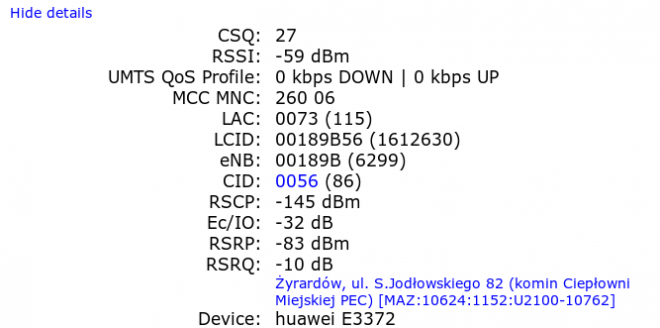 Hide details
CSQ: 27
RSSI: -59 dBm
UMTS QoS Profile: 0 kbps DOWN | 0 kbps UP
MCC MNC: 260 06
LAC: 0073 (115)
LCID: 00189B56 (1612630)
eNB: 00189B (6299)
CID: 0056 (86)
RSCP: -145 dBm
Ec/IO: -32 dB
RSRP: -83 dBm
RSRQ: -10 dB
Żyrardów, ul. S.Jodłowskiego 82 (komin Ciepłowni
Miejskiej PEC) [MAZ:10624:1152:U2100-10762]
Device: huawei E3372